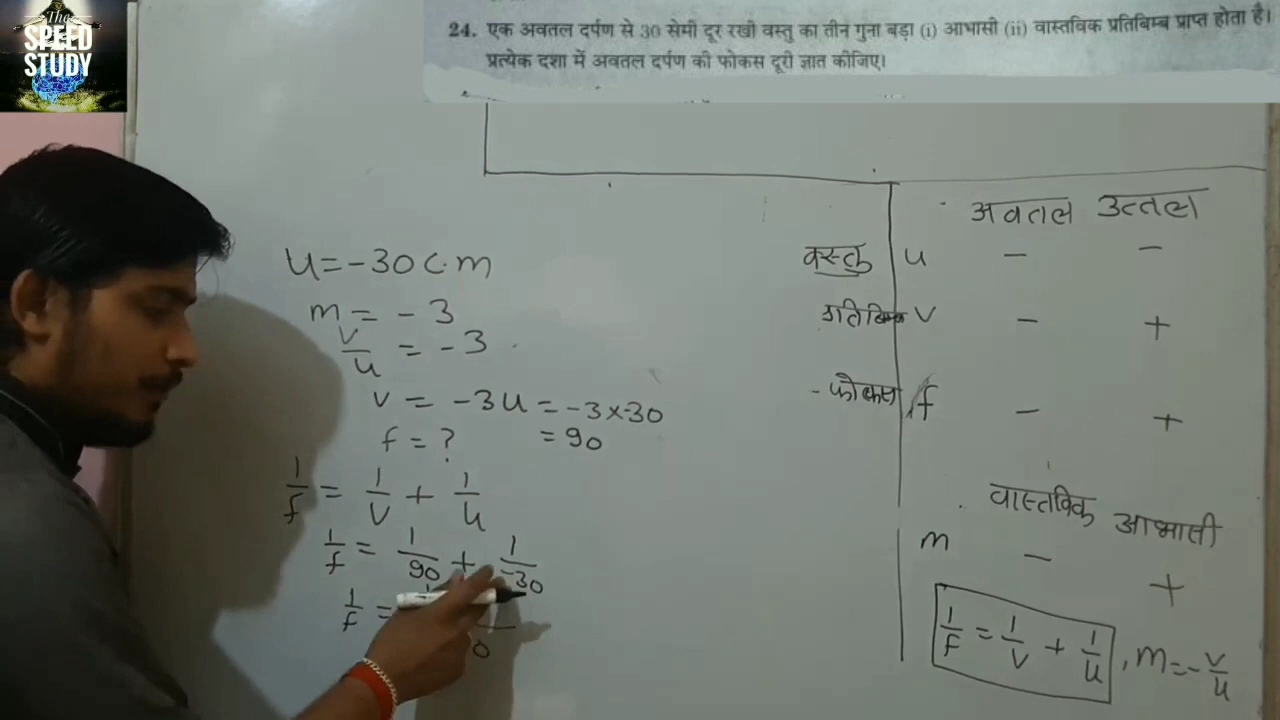 The
SPEED
STUDY
24. एक अवतल दर्पण से 30 सेमी दूर रखी वस्तु का तीन गुना बड़ा (i) आभासी (ii) वास्तविक प्रतिबिम्ब प्राप्त होता है।
प्रत्येक दशा में अवतल दर्पण की फोकस दूरी ज्ञात कीजिए।
u = -30 C.m
m = -3
v/u = -3
v = -3u = -3×-30
f = ? = 90
1/f = 1/v + 1/u
1/f = 1/90 + 1/-30
1/f =
अवतल उत्तल
वस्तु u - -
प्रतिबिम्ब v - +
फोकस f - +
वास्तविक आभासी
m - +
1/f = 1/v + 1/u , m = -v/u